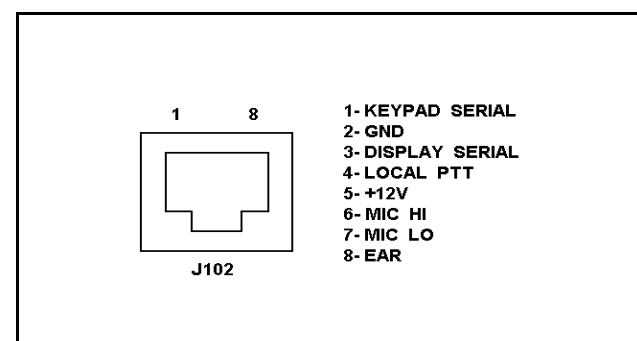 1 8
1- KEYPAD SERIAL
2- GND
3- DISPLAY SERIAL
4- LOCAL PTT
5- +12V
6- MIC HI
7- MIC LO
8- EAR
J102